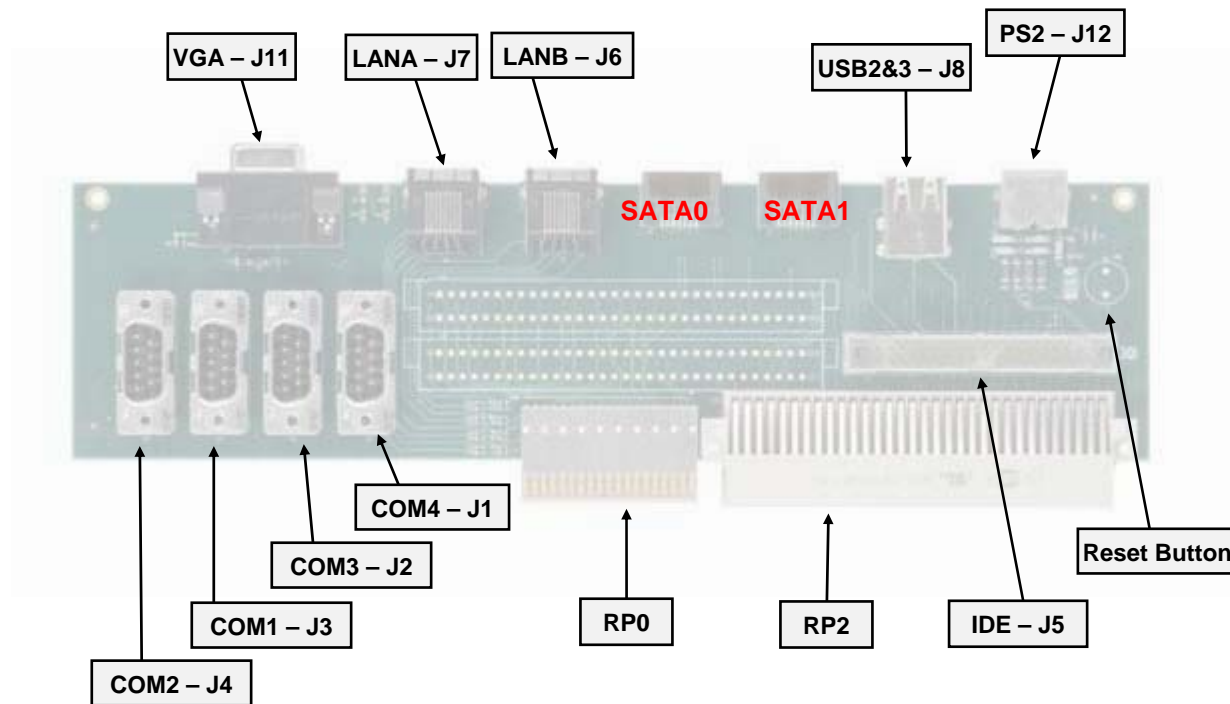 PS2 – J12
VGA – J11
LANA – J7
LANB – J6
USB2&3 – J8
SATA0
SATA1
COM4 – J1
Reset Button
COM3 – J2
COM1 – J3
RP0
RP2
IDE – J5
COM2 – J4